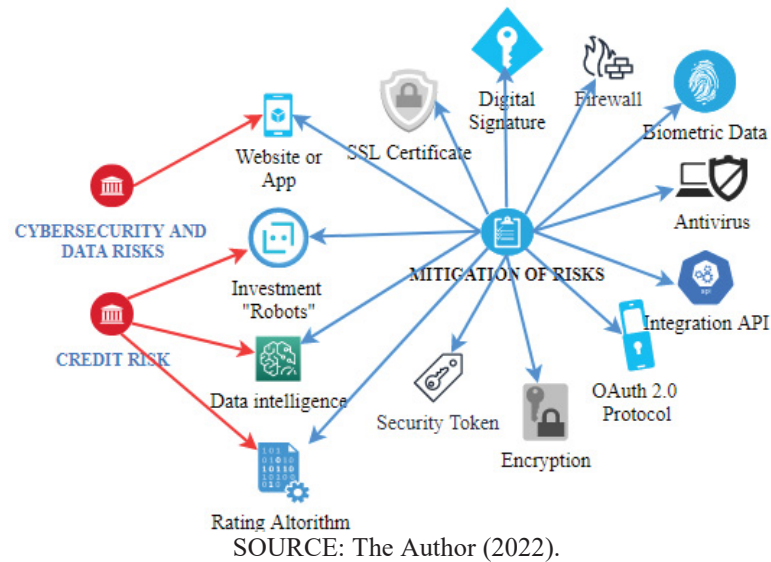 Digital
Signature
Firewall
Biometric Data
SSL Certificate
Website or
App
Antivirus
CYBERSECURITY AND
DATA RISKS
MITIGATION OF RISKS
Investment
"Robots"
Integration API
CREDIT RISK
Data intelligence
OAuth 2.0
Protocol
Security Token
Encryption
Rating Altorithm
SOURCE: The Author (2022).